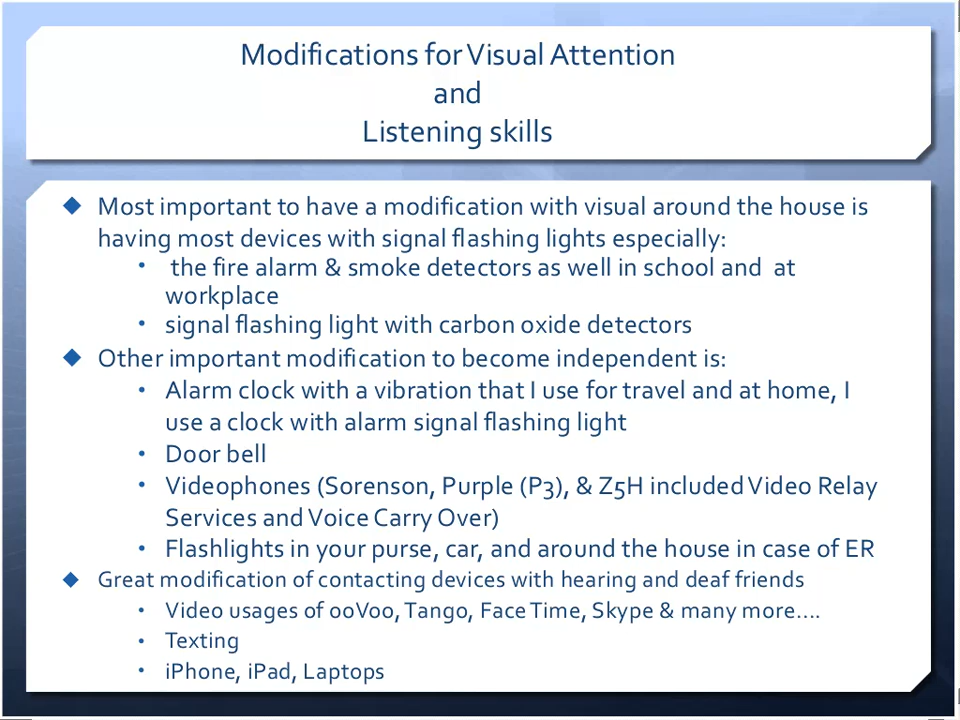 Modifications for Visual Attention
and
Listening skills
◆ Most important to have a modification with visual around the house is
having most devices with signal flashing lights especially:
• the fire alarm & smoke detectors as well in school and at
workplace
• signal flashing light with carbon oxide detectors
◆ Other important modification to become independent is:
• Alarm clock with a vibration that I use for travel and at home, I
use a clock with alarm signal flashing light
• Door bell
• Videophones (Sorenson, Purple (P3), & Z5H included Video Relay
Services and Voice Carry Over)
• Flashlights in your purse, car, and around the house in case of ER
◆ Great modification of contacting devices with hearing and deaf friends
• Video usages of ooVoo, Tango, Face Time, Skype & many more....
• Texting
• iPhone, iPad, Laptops